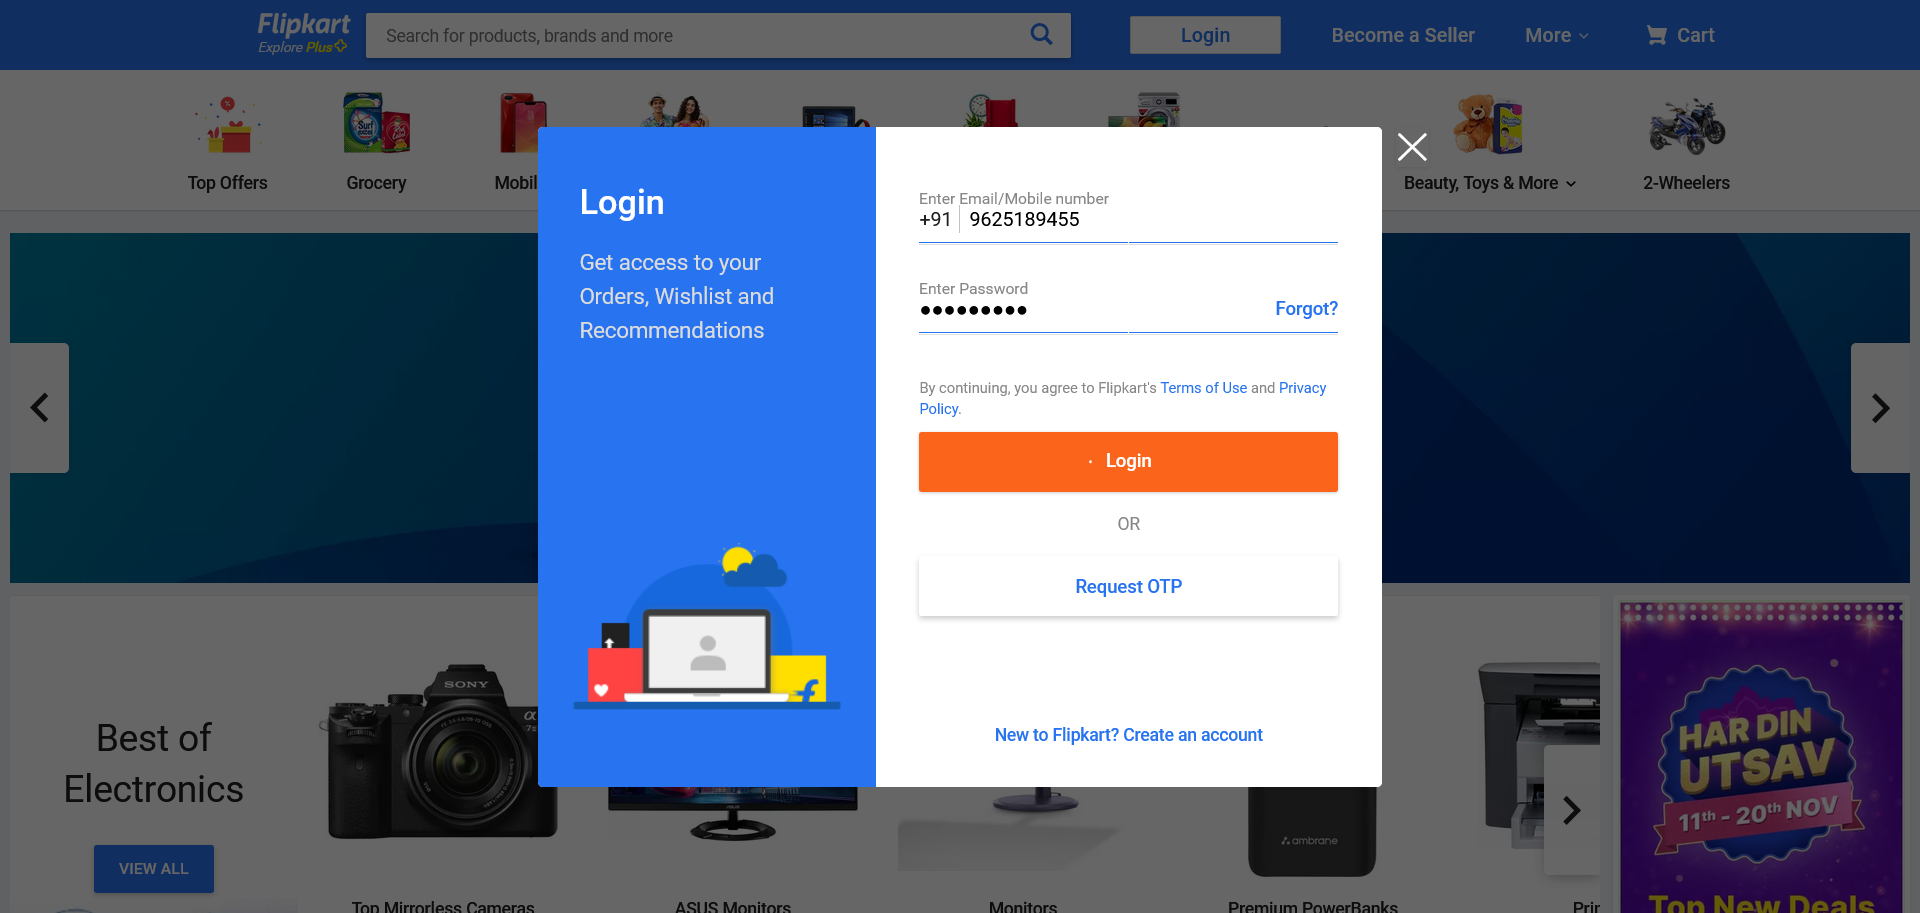 Flipkart
Explore Plus
Search for products, brands and more
Login
Become a Seller
More
Cart
Top Offers
Grocery
Mobil
Beauty, Toys & More
2-Wheelers
Login
Get access to your
Orders, Wishlist and
Recommendations
Enter Email/Mobile number
+91 9625189455
Enter Password
Forgot?
By continuing, you agree to Flipkart's Terms of Use and Privacy
Policy.
Login
OR
Request OTP
New to Flipkart? Create an account
Best of
Electronics
VIEW ALL
SONY
α
ambrane
HAR DIN
UTSAV
11th - 20th NOV
Top New Deals
Top Mirrorless Cameras
ASUS Monitors
Monitors
Premium PowerBanks
Prin